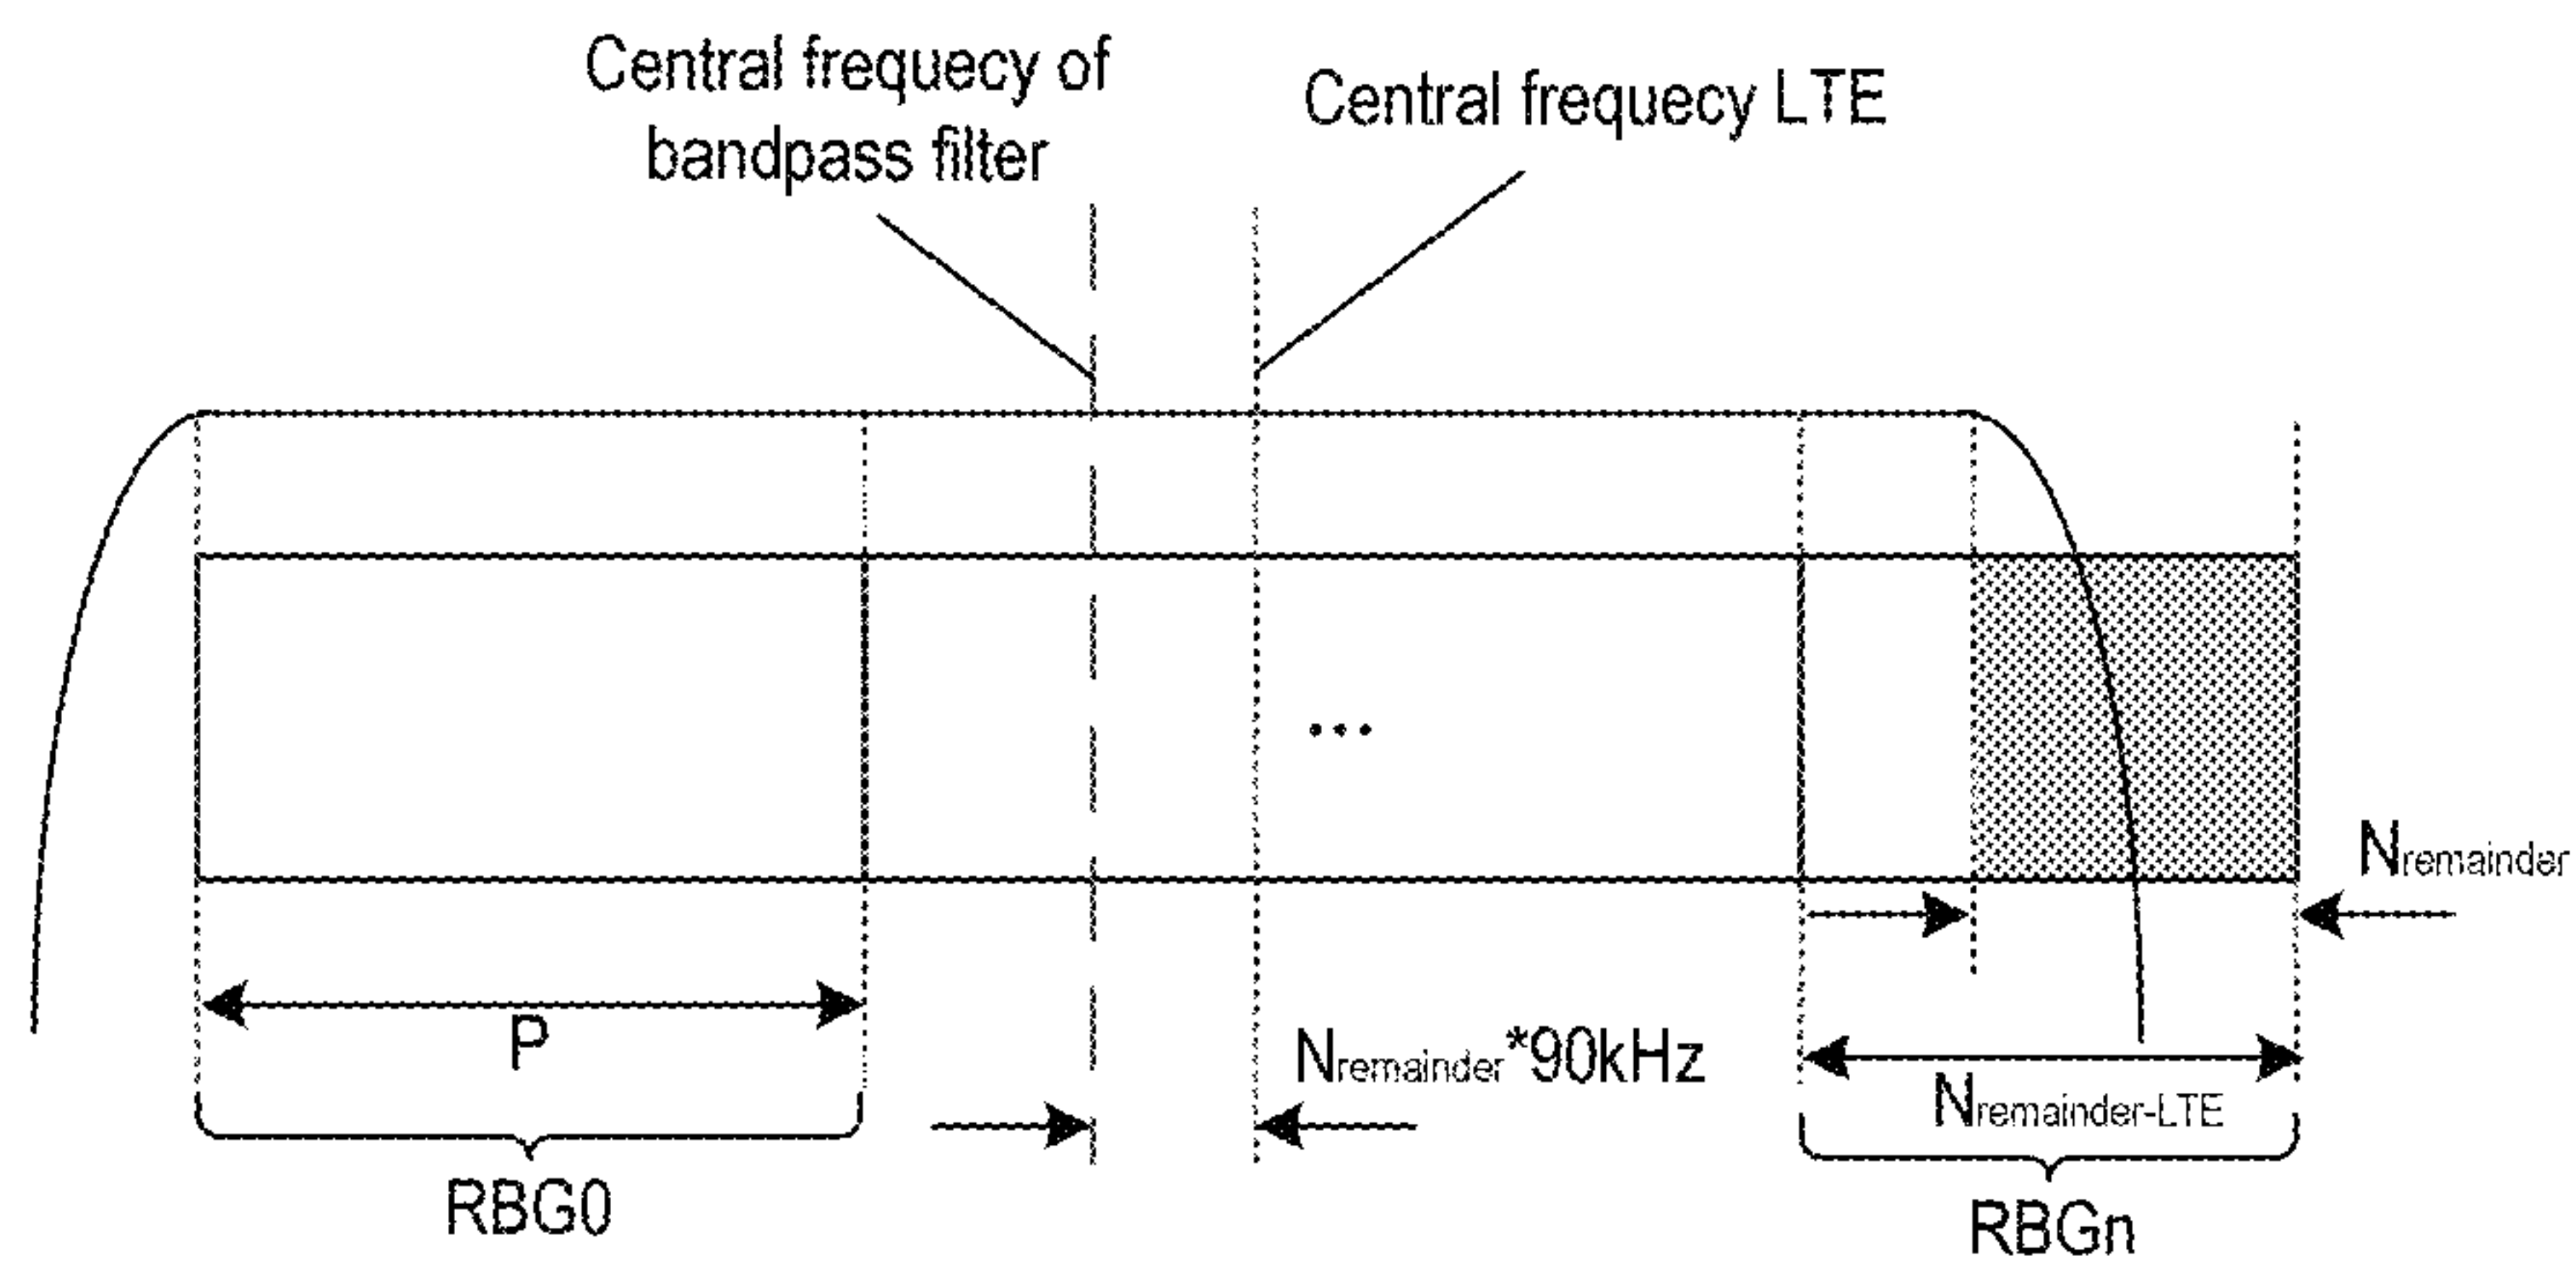 Central frequecy of
bandpass filter
Central frequecy LTE
...
Nremainder
P
Nremainder*90kHz
Nremainder-LTE
RBG0
RBGn